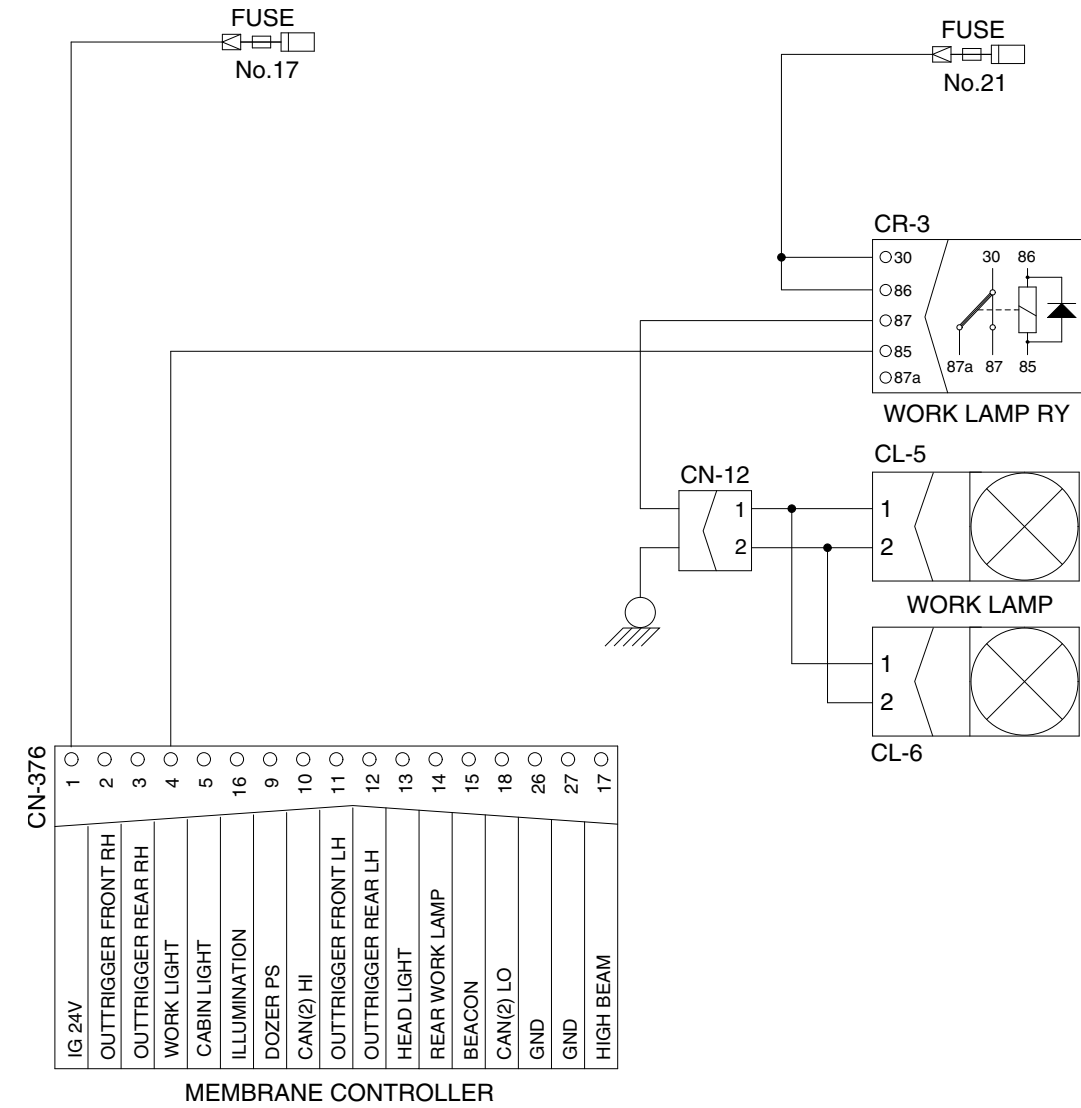 FUSE
No.17
FUSE
No.21
CR-3
30
86
87
85
87a
30 86
87a 87 85
WORK LAMP RY
CL-5
1
2
WORK LAMP
1
2
CL-6
CN-12
1
2
CN-376
1 2 3 4 5 16 9 10 11 12 13 14 15 18 26 27 17
IG 24V
OUTTRIGGER FRONT RH
OUTTRIGGER REAR RH
WORK LIGHT
CABIN LIGHT
ILLUMINATION
DOZER PS
CAN(2) HI
OUTTRIGGER FRONT LH
OUTTRIGGER REAR LH
HEAD LIGHT
REAR WORK LAMP
BEACON
CAN(2) LO
GND
GND
HIGH BEAM
MEMBRANE CONTROLLER